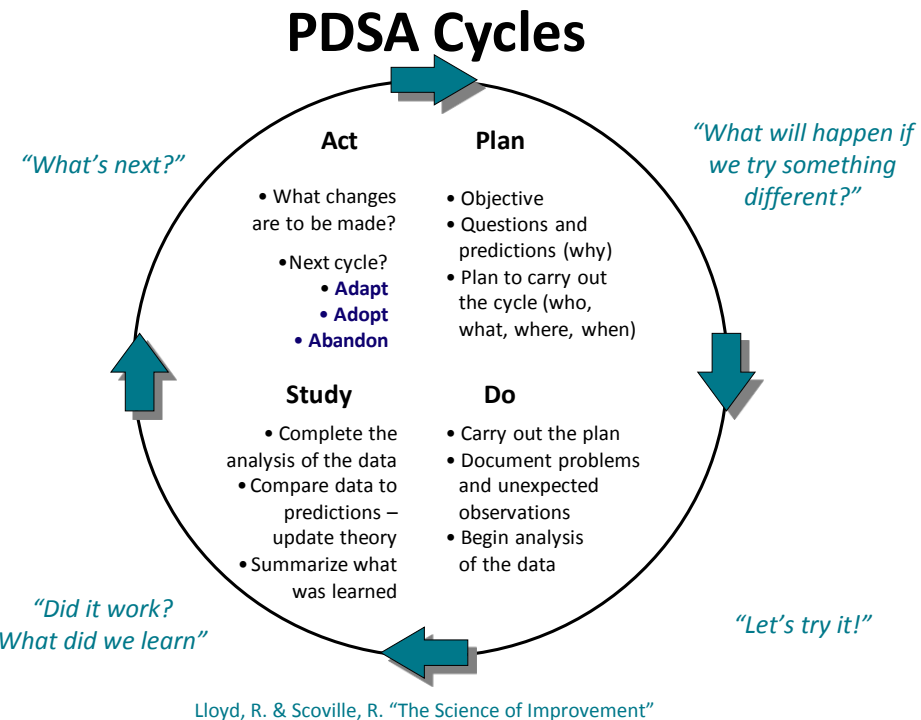 PDSA Cycles
“What’s next?”
“What will happen if
we try something
different?”
Act
• What changes
are to be made?
•Next cycle?
• Adapt
• Adopt
• Abandon
Plan
• Objective
• Questions and
predictions (why)
• Plan to carry out
the cycle (who,
what, where, when)
Study
• Complete the
analysis of the data
• Compare data to
predictions –
update theory
• Summarize what
was learned
Do
• Carry out the plan
• Document problems
and unexpected
observations
• Begin analysis
of the data
“Did it work?
What did we learn”
“Let’s try it!”
Lloyd, R. & Scoville, R. “The Science of Improvement”